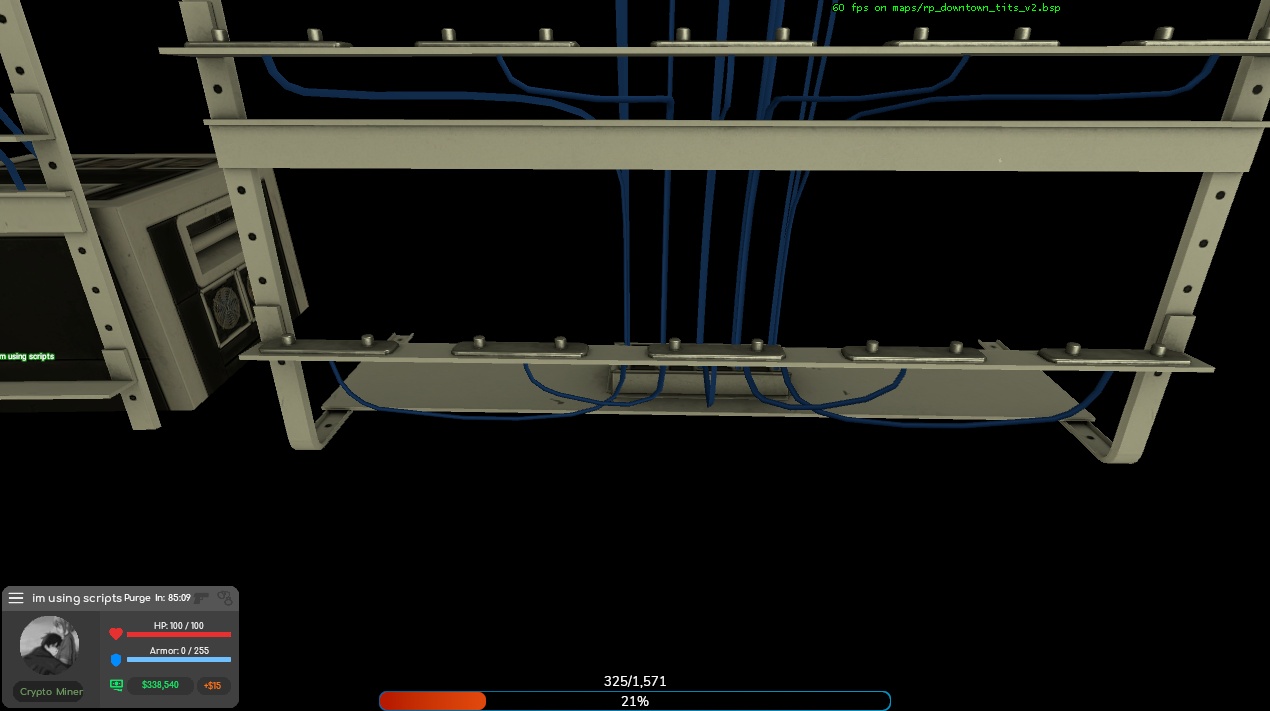 60 fps on maps/rp_downtown_tits_v2.bsp
m using scripts
im using scripts Purge In: 85:09
HP: 100 / 100
Armor: 0 / 255
Crypto Miner
$338,540
+$15
325/1,571
21%